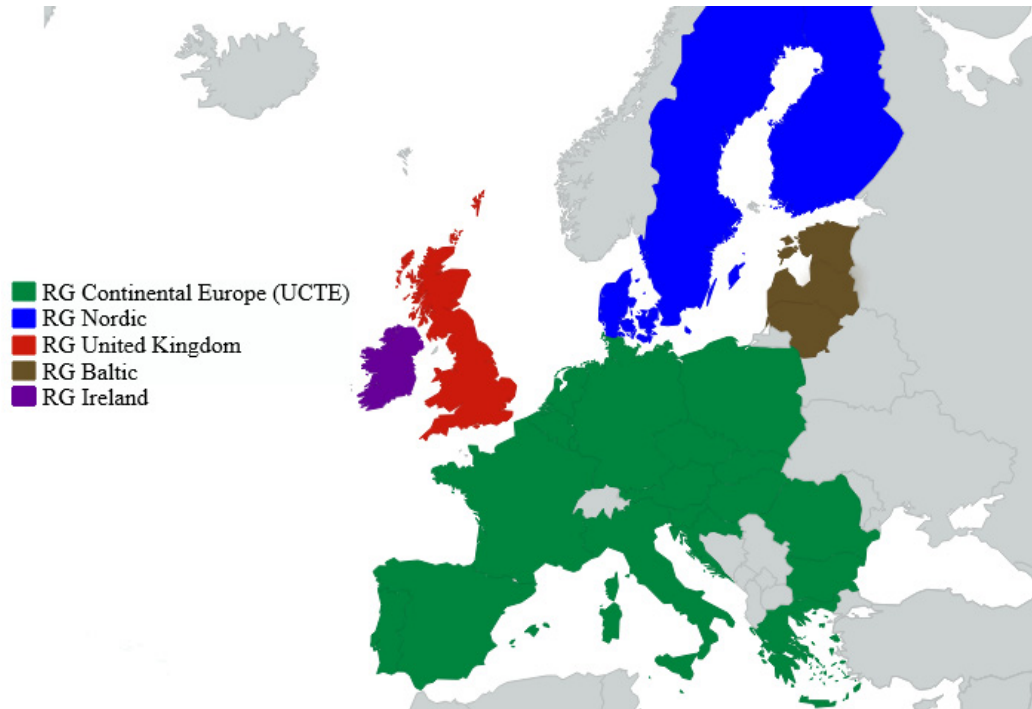 RG Continental Europe (UCTE)
RG Nordic
RG United Kingdom
RG Baltic
RG Ireland